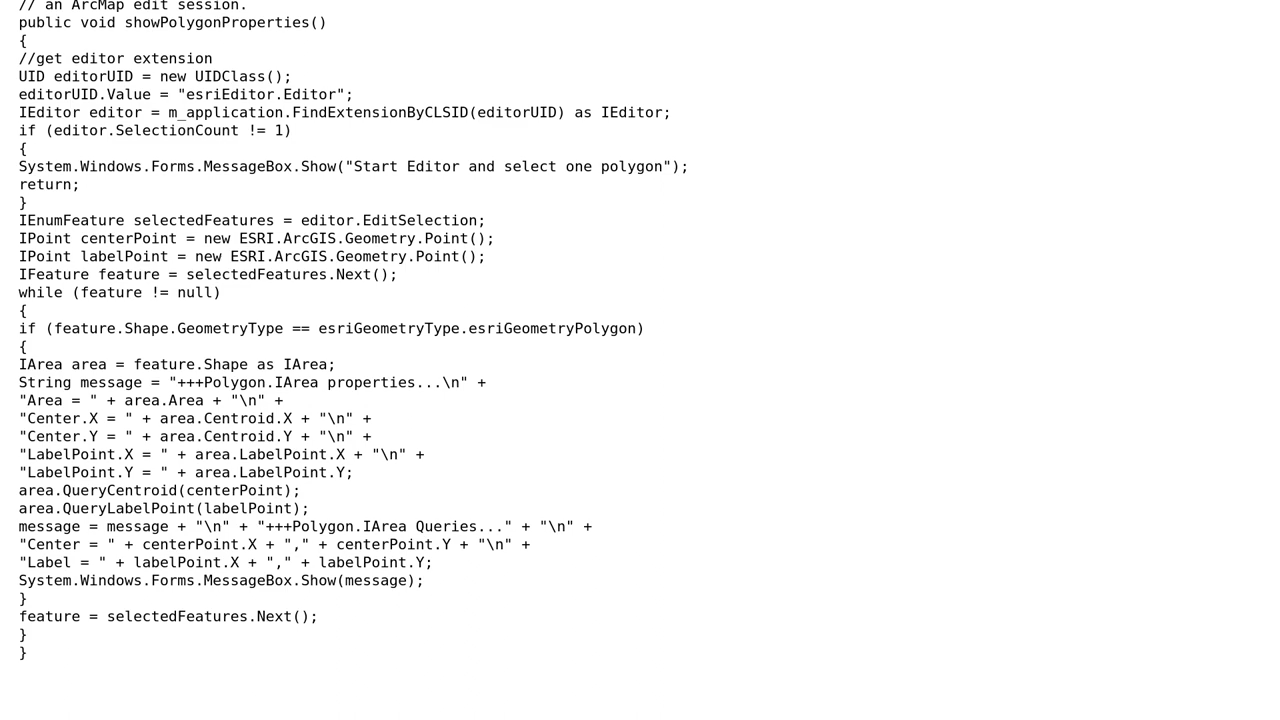 // an ArcMap edit session.
public void showPolygonProperties()
{
//get editor extension
UID editorUID = new UIDClass();
editorUID.Value = "esriEditor.Editor";
IEditor editor = m_application.FindExtensionByCLSID(editorUID) as IEditor;
if (editor.SelectionCount != 1)
{
System.Windows.Forms.MessageBox.Show("Start Editor and select one polygon");
return;
}
IEnumFeature selectedFeatures = editor.EditSelection;
IPoint centerPoint = new ESRI.ArcGIS.Geometry.Point();
IPoint labelPoint = new ESRI.ArcGIS.Geometry.Point();
IFeature feature = selectedFeatures.Next();
while (feature != null)
{
if (feature.Shape.GeometryType == esriGeometryType.esriGeometryPolygon)
{
IArea area = feature.Shape as IArea;
String message = "+++Polygon.IArea properties...\n" +
"Area = " + area.Area + "\n" +
"Center.X = " + area.Centroid.X + "\n" +
"Center.Y = " + area.Centroid.Y + "\n" +
"LabelPoint.X = " + area.LabelPoint.X + "\n" +
"LabelPoint.Y = " + area.LabelPoint.Y;
area.QueryCentroid(centerPoint);
area.QueryLabelPoint(labelPoint);
message = message + "\n" + "+++Polygon.IArea Queries..." + "\n" +
"Center = " + centerPoint.X + "," + centerPoint.Y + "\n" +
"Label = " + labelPoint.X + "," + labelPoint.Y;
System.Windows.Forms.MessageBox.Show(message);
}
feature = selectedFeatures.Next();
}
}